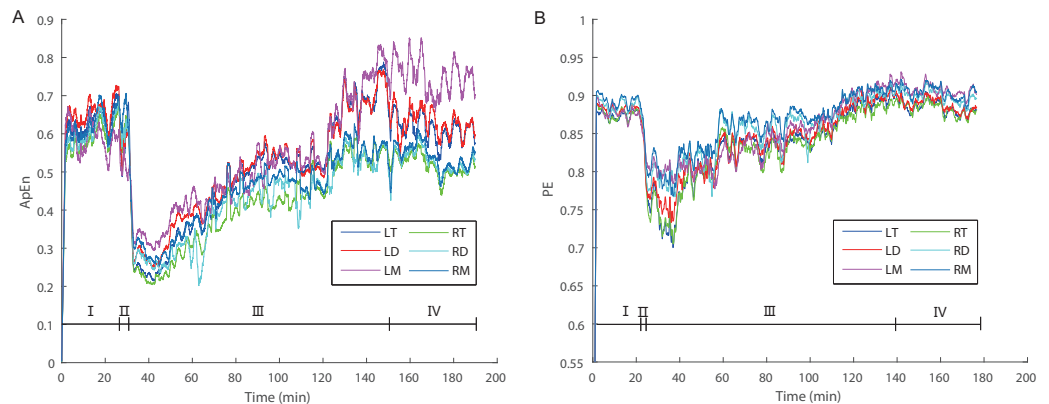 A
B
ApEn
0.9
0.8
0.7
0.6
0.5
0.4
0.3
0.2
0.1
0
LT
LD
LM
RT
RD
RM
I
II
III
IV
0
20
40
60
80
100
120
140
160
180
200
Time (min)
PE
1
0.95
0.9
0.85
0.8
0.75
0.7
0.65
0.6
0.55
LT
LD
LM
RT
RD
RM
I
II
III
IV
0
20
40
60
80
100
120
140
160
180
200
Time (min)